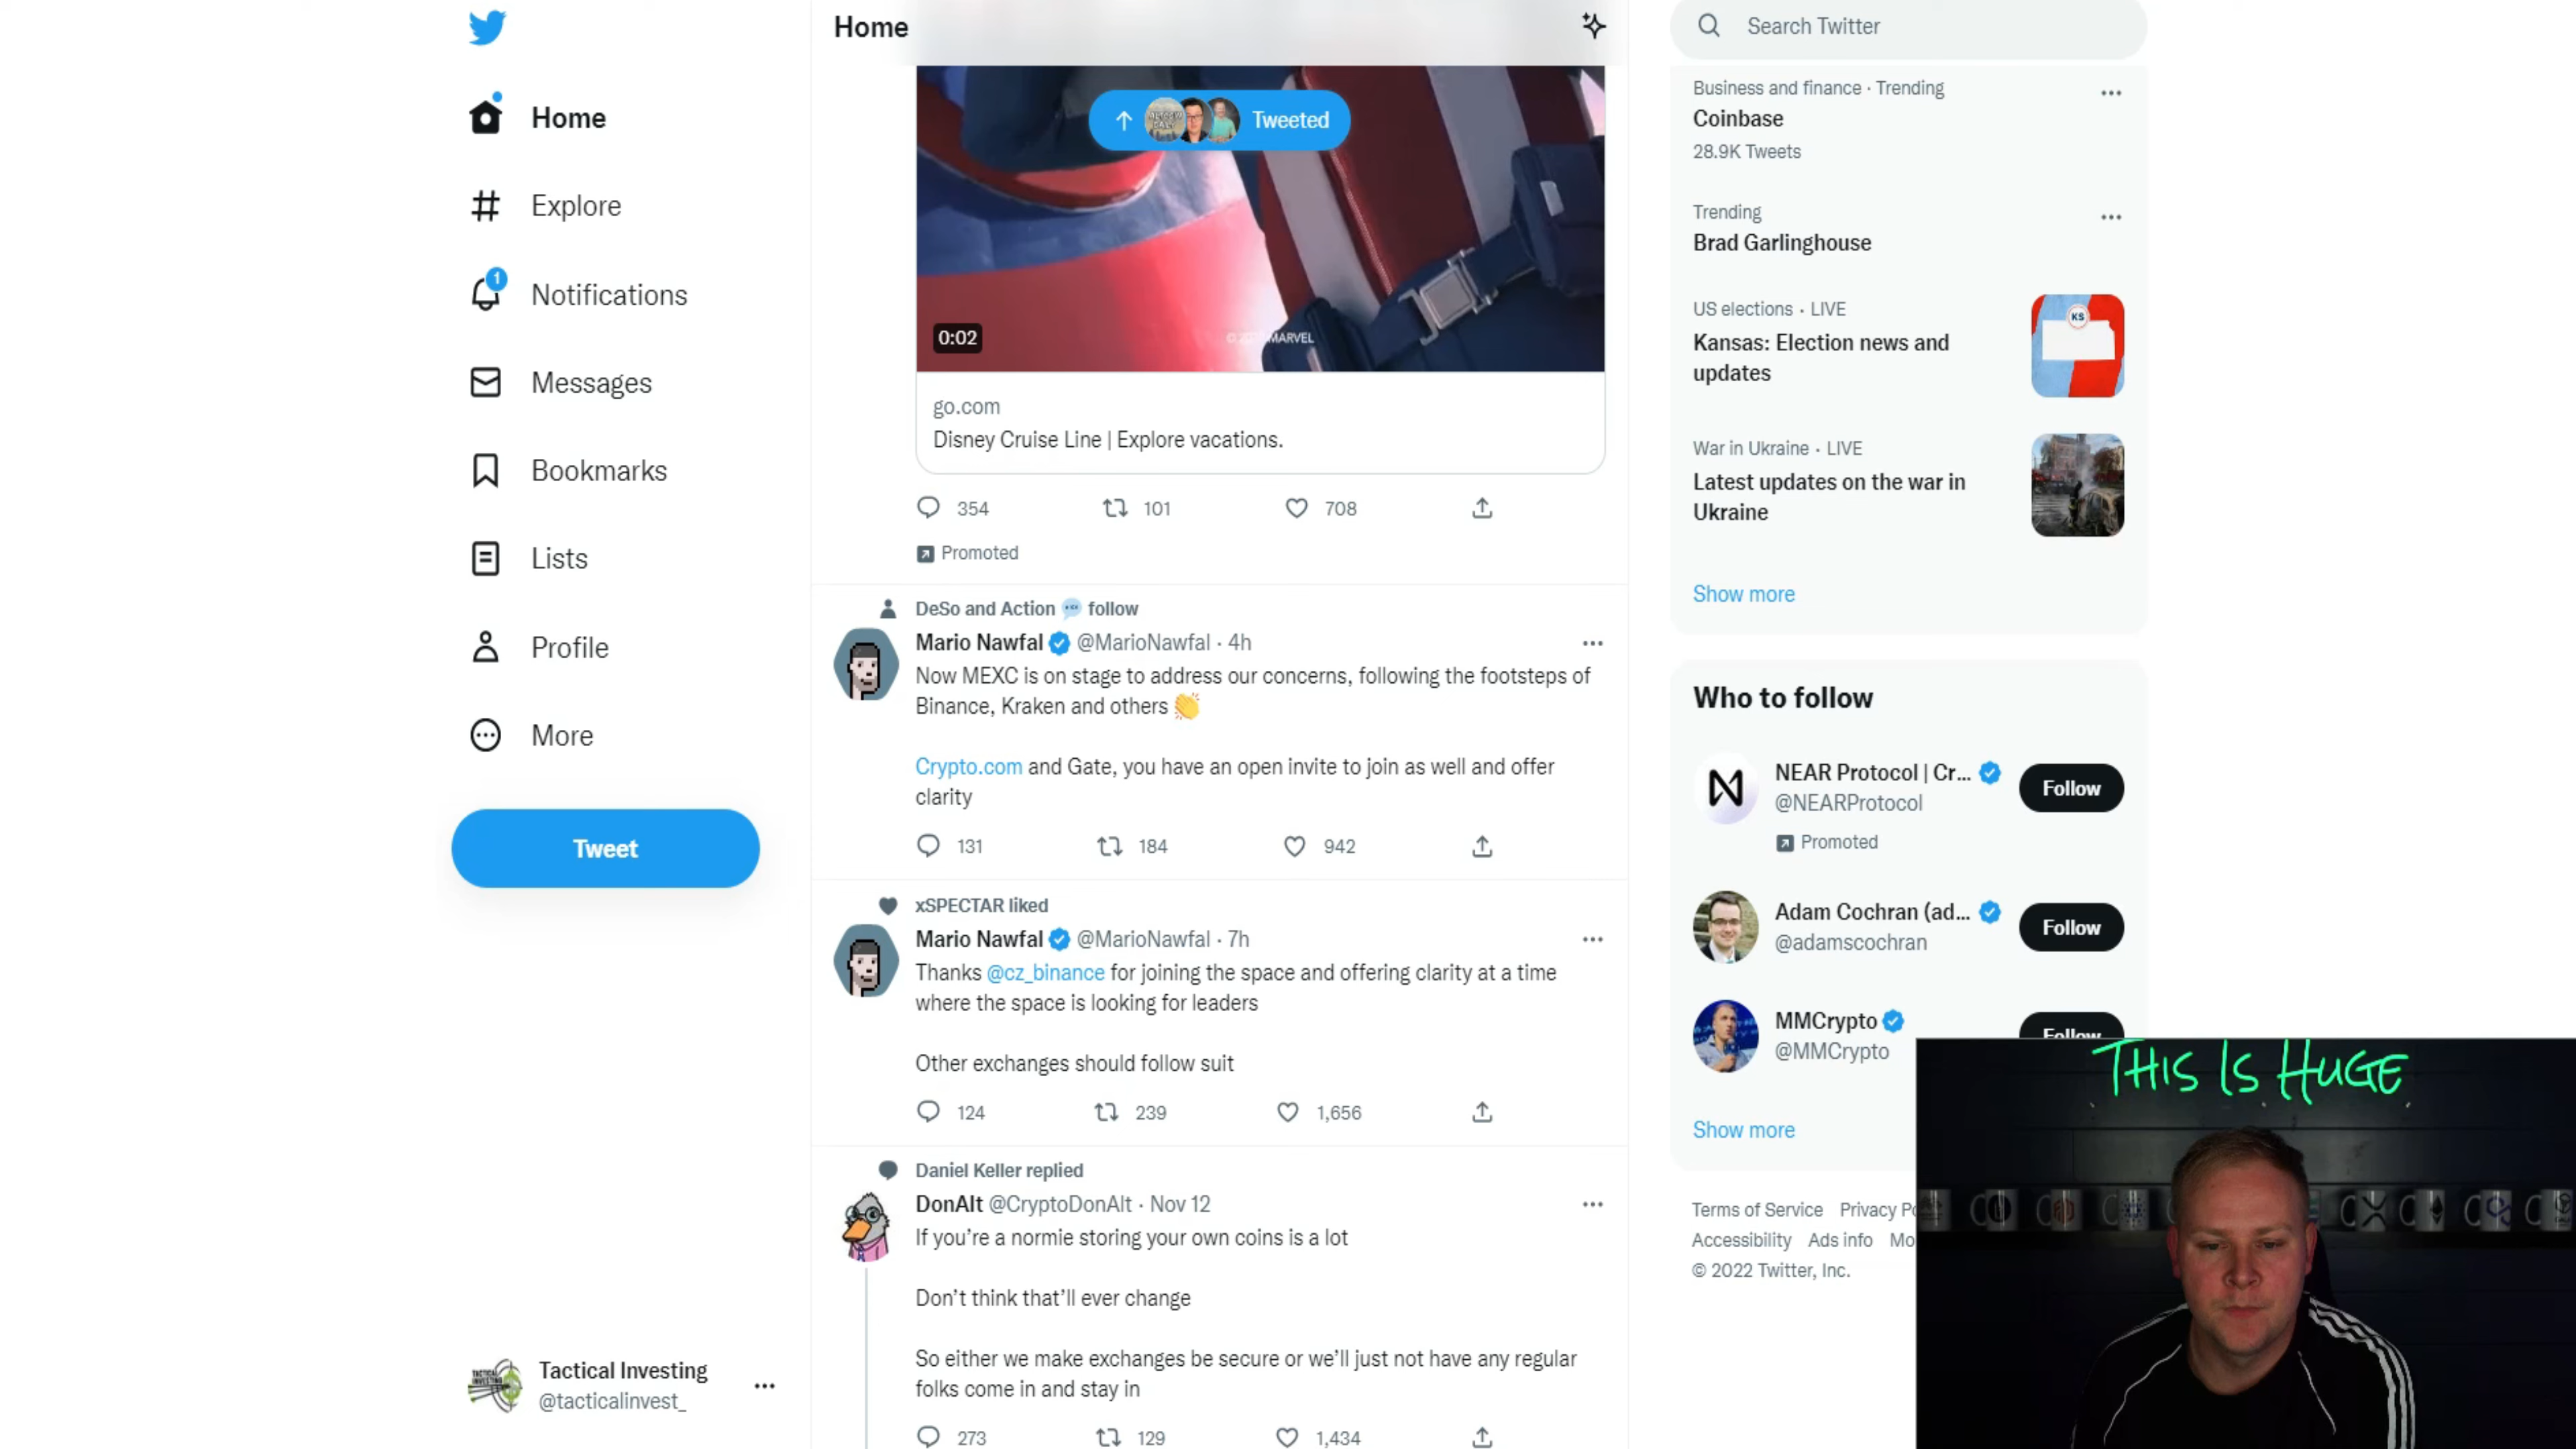 Home
Explore
1
Notifications
Messages
Bookmarks
Lists
Profile
More
Tweet
Tactical Investing
@tacticalinvest_
Home
Tweeted
0:02
MARVEL
go.com
Disney Cruise Line | Explore vacations.
354
101
708
Promoted
DeSo and Action 💬 follow
Mario Nawfal @MarioNawfal · 4h
Now MEXC is on stage to address our concerns, following the footsteps of
Binance, Kraken and others 👏
Crypto.com and Gate, you have an open invite to join as well and offer
clarity
131
184
942
xSPECTAR liked
Mario Nawfal @MarioNawfal · 7h
Thanks @cz_binance for joining the space and offering clarity at a time
where the space is looking for leaders
Other exchanges should follow suit
124
239
1,656
Daniel Keller replied
DonAlt @CryptoDonAlt · Nov 12
If you're a normie storing your own coins is a lot
Don't think that'll ever change
So either we make exchanges be secure or we'll just not have any regular
folks come in and stay in
273
129
1,434
Search Twitter
Business and finance · Trending
Coinbase
28.9K Tweets
Trending
Brad Garlinghouse
US elections · LIVE
Kansas: Election news and
updates
KS
War in Ukraine · LIVE
Latest updates on the war in
Ukraine
Show more
Who to follow
NEAR Protocol | Cr...
@NEARProtocol
Follow
Promoted
Adam Cochran (ad...
@adamscochran
Follow
MMCrypto
@MMCrypto
Follow
Show more
Terms of Service Privacy Po
Accessibility Ads info Mo
© 2022 Twitter, Inc.
THIS IS HUGE